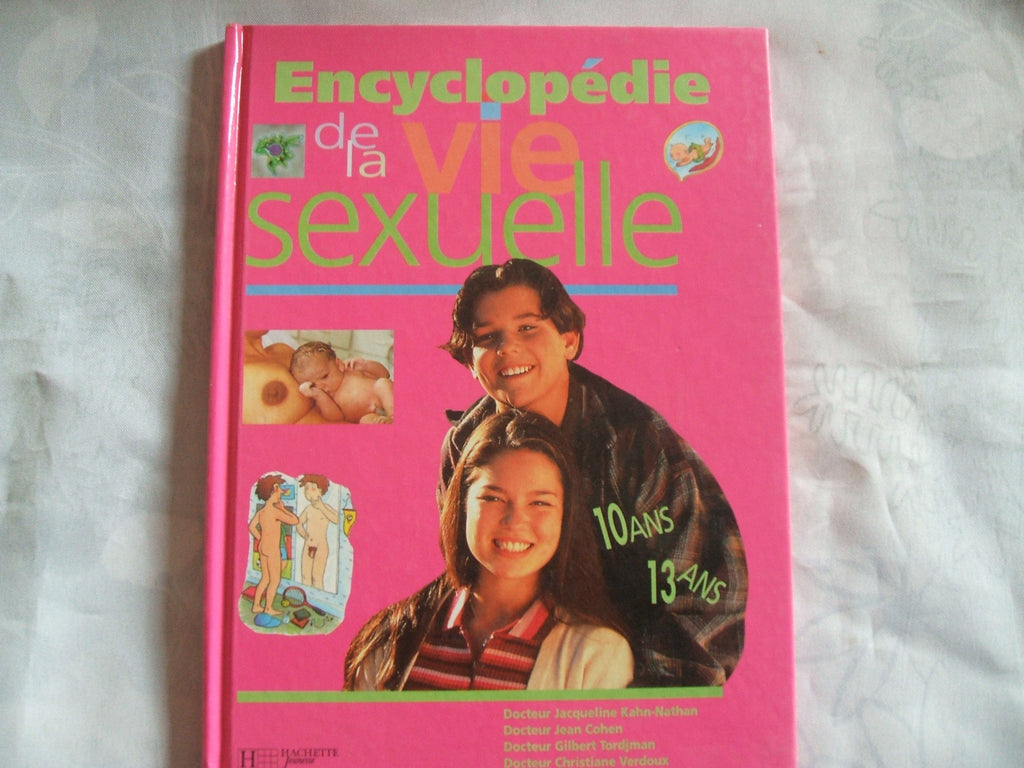 Encyclopédie
de la vie
sexuelle
10 ANS
13 ANS
Docteur Jacqueline Kahn-Nathan
Docteur Jean Cohen
Docteur Gilbert Tordjman
Docteur Christiane Verdoux
H HACHETTE
Jeunesse